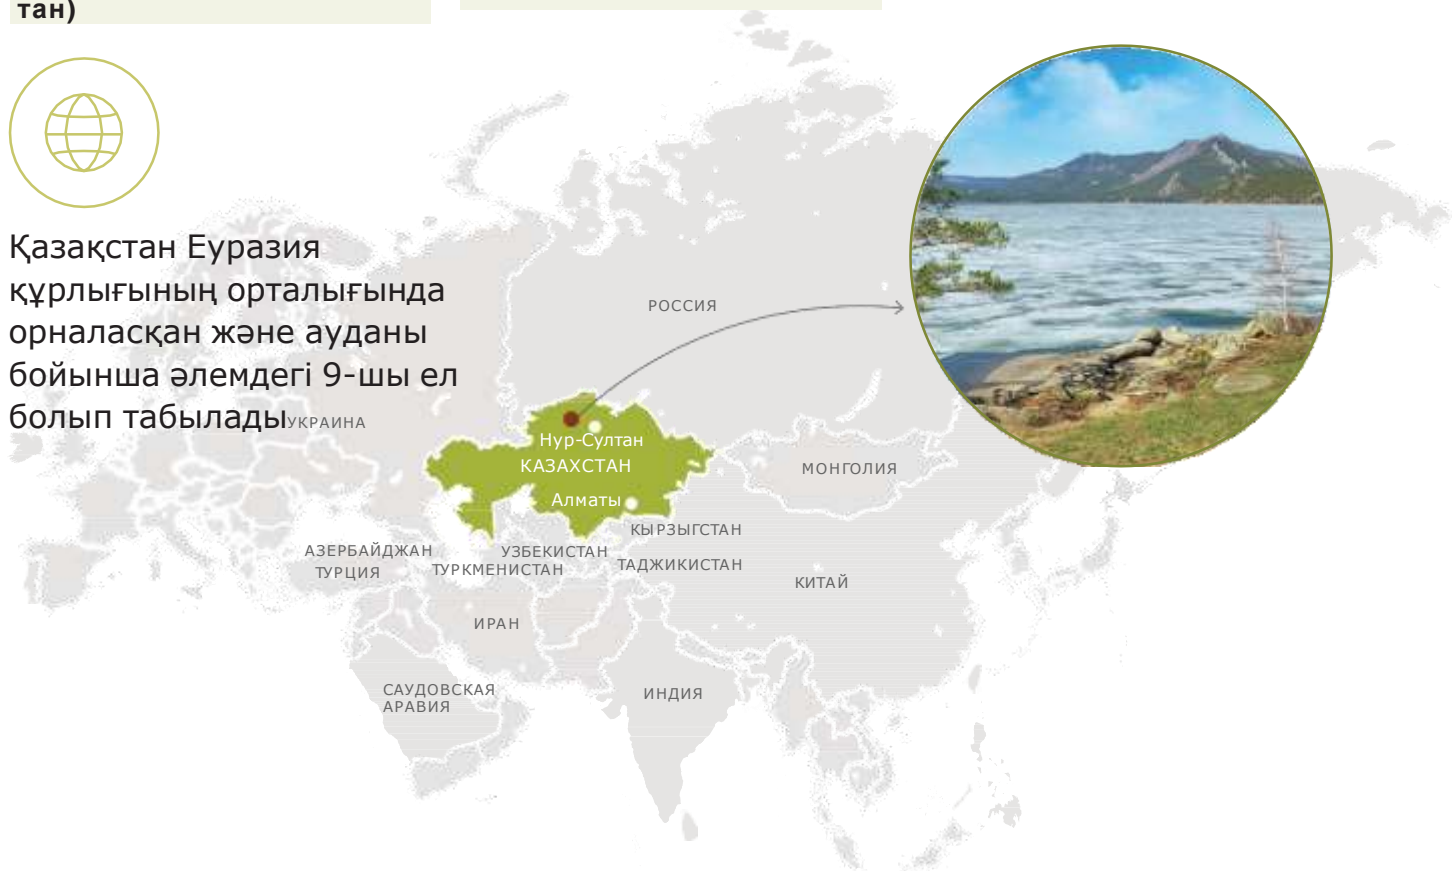 тан)
Қазақстан Еуразия
құрлығының орталығында
орналасқан және ауданы
бойынша әлемдегі 9-шы ел
болып табылады
РОССИЯ
УКРАИНА
Нур-Султан
КАЗАХСТАН
МОНГОЛИЯ
Алматы
КЫРЗЫГСТАН
АЗЕРБАЙДЖАН
УЗБЕКИСТАН
ТУРЦИЯ
ТУРКМЕНИСТАН
ТАДЖИКИСТАН
КИТАЙ
ИРАН
САУДОВСКАЯ
АРАВИЯ
ИНДИЯ